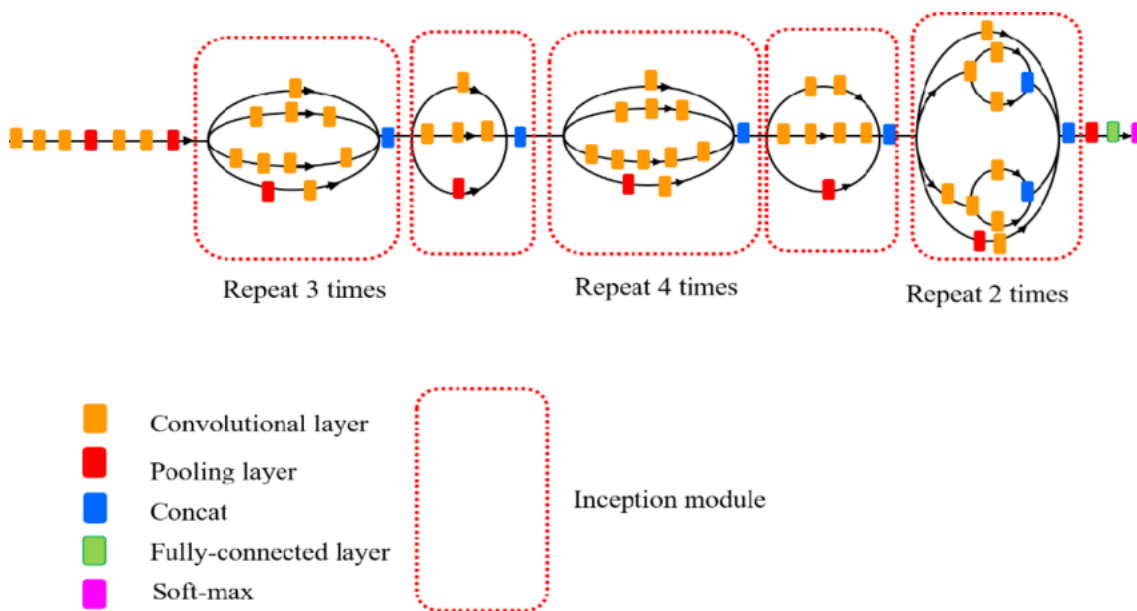 Repeat 3 times
Repeat 4 times
Repeat 2 times
Convolutional layer
Pooling layer
Concat
Fully-connected layer
Soft-max
Inception module